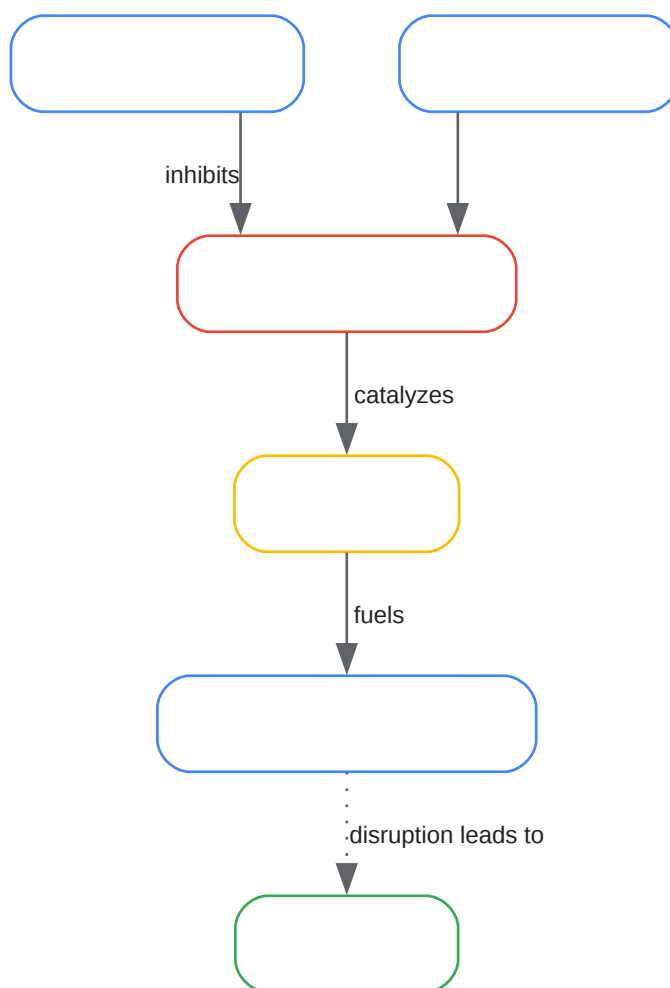 inhibits
catalyzes
fuels
disruption leads to